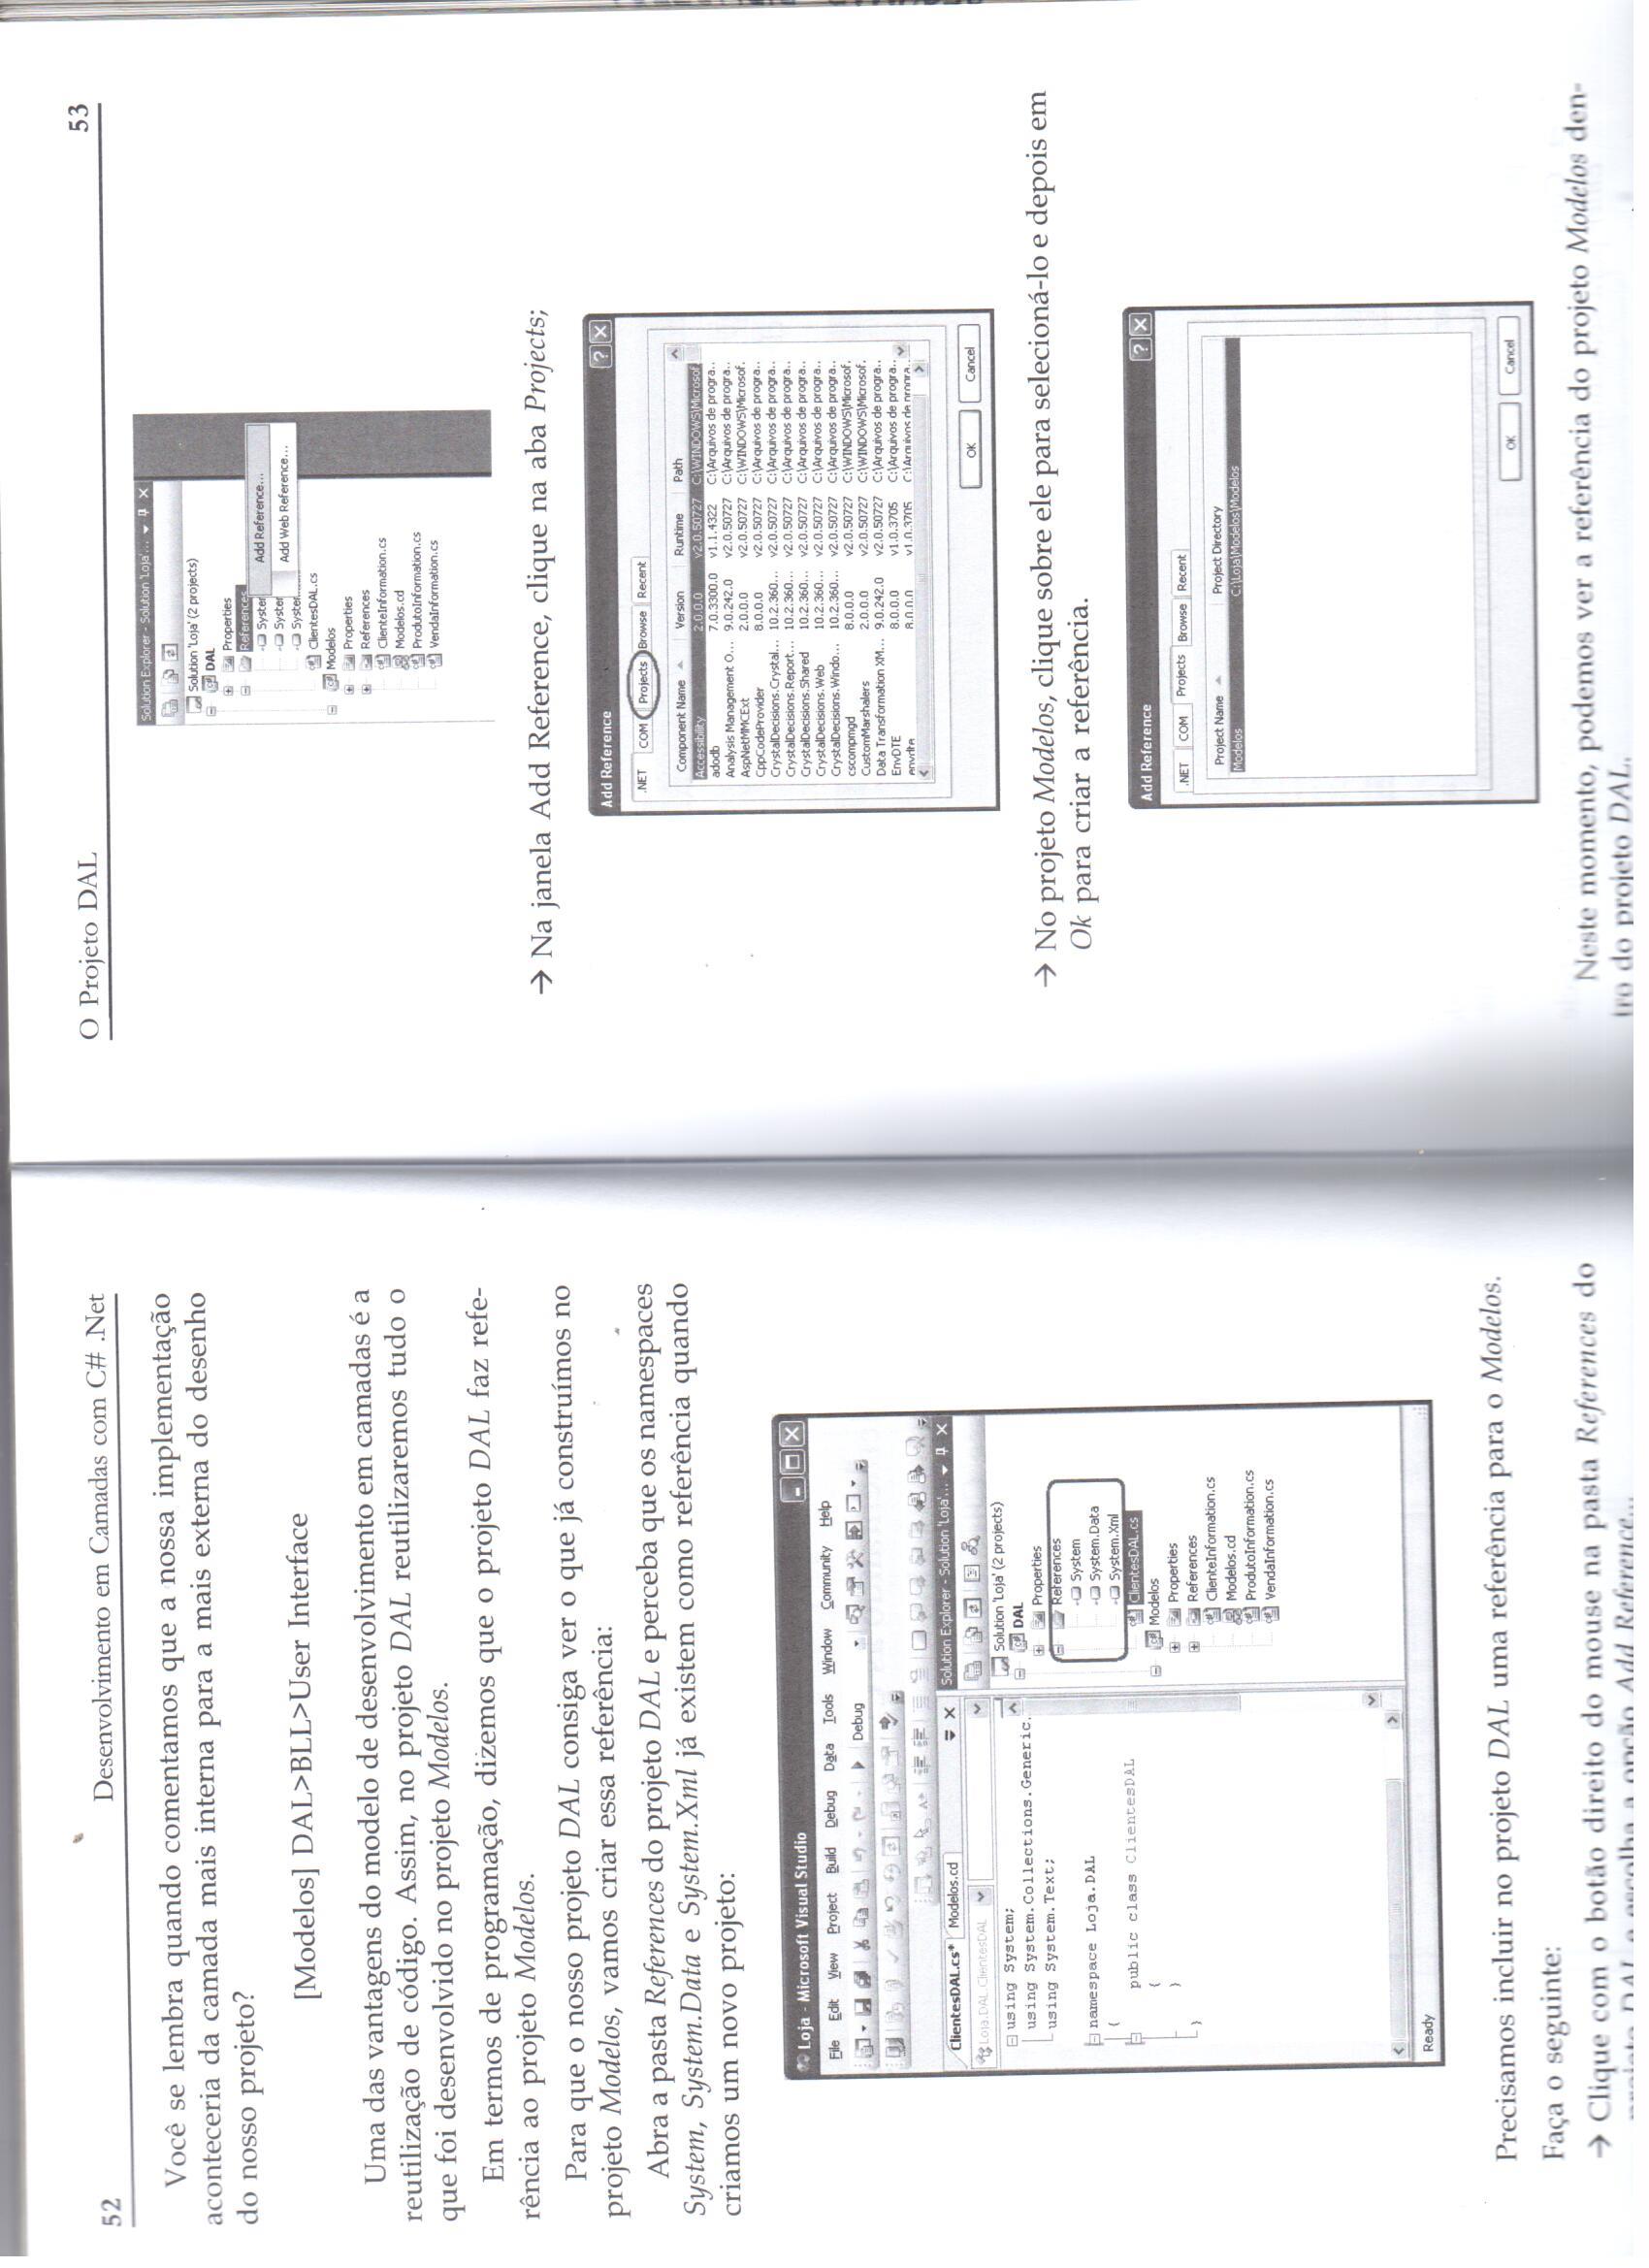 52
Desenvolvimento em Camadas com C# .Net
Você se lembra quando comentamos que a nossa implementação
aconteceria da camada mais interna para a mais externa do desenho
do nosso projeto?
[Modelos] DAL>BLL>User Interface
Uma das vantagens do modelo de desenvolvimento em camadas é a
reutilização de código. Assim, no projeto DAL reutilizaremos tudo o
que foi desenvolvido no projeto Modelos.
Em termos de programação, dizemos que o projeto DAL faz refe-
rência ao projeto Modelos.
Para que o nosso projeto DAL consiga ver o que já construímos no
projeto Modelos, vamos criar essa referência:
Abra a pasta References do projeto DAL e perceba que os namespaces
System, System.Data e System.Xml já existem como referência quando
criamos um novo projeto:
Loja - Microsoft Visual Studio
File Edit View Project Build Debug Data Tools Window Community Help
Debug
ClientesDAL.cs* Modelos.cd
Loja.DAL.ClientesDAL
using System;
using System.Collections.Generic.
using System.Text;
namespace Loja.DAL
{
public class ClientesDAL
{
}
}
Ready
Solution Explorer - Solution 'Loja'...
Solution 'Loja' (2 projects)
DAL
Properties
References
System
System.Data
System.Xml
ClientesDAL.cs
Modelos
Properties
References
ClienteInformation.cs
Modelos.cd
ProdutoInformation.cs
VendaInformation.cs
Precisamos incluir no projeto DAL uma referência para o Modelos.
Faça o seguinte:
→ Clique com o botão direito do mouse na pasta References do
projeto DAL e escolha a opção Add Reference...
O Projeto DAL
53
Solution Explorer - Solution 'Loja'...
Solution 'Loja' (2 projects)
DAL
Properties
References
Syster
Syster
Syster
Add Reference...
Add Web Reference...
ClientesDAL.cs
Modelos
Properties
References
ClienteInformation.cs
Modelos.cd
ProdutoInformation.cs
VendaInformation.cs
→ Na janela Add Reference, clique na aba Projects;
Add Reference
.NET COM Projects Browse Recent
Component Name Version Runtime Path
Accessibility 2.0.0.0 v2.0.50727 C:\WINDOWS\Microsof
adodb 7.0.3300.0 v1.1.4322 C:\Arquivos de progra..
Analysis Management O... 9.0.242.0 v2.0.50727 C:\Arquivos de progra..
AspNetMMCExt 2.0.0.0 v2.0.50727 C:\WINDOWS\Microsof.
CppCodeProvider 8.0.0.0 v2.0.50727 C:\Arquivos de progra..
CrystalDecisions.Crystal... 10.2.360... v2.0.50727 C:\Arquivos de progra..
CrystalDecisions.Report... 10.2.360... v2.0.50727 C:\Arquivos de progra..
CrystalDecisions.Shared 10.2.360... v2.0.50727 C:\Arquivos de progra..
CrystalDecisions.Web 10.2.360... v2.0.50727 C:\Arquivos de progra..
CrystalDecisions.Windo... 10.2.360... v2.0.50727 C:\Arquivos de progra..
cscompmgd 8.0.0.0 v2.0.50727 C:\WINDOWS\Microsof.
CustomMarshalers 2.0.0.0 v2.0.50727 C:\WINDOWS\Microsof.
Data Transformation XM... 9.0.242.0 v2.0.50727 C:\Arquivos de progra..
EnvDTE 8.0.0.0 v1.0.3705 C:\Arquivos de progra..
envdte 8.0.0.0 v1.0.3705 C:\Arquivos de progra..
OK Cancel
→ No projeto Modelos, clique sobre ele para selecioná-lo e depois em
Ok para criar a referência.
Add Reference
.NET COM Projects Browse Recent
Project Name Project Directory
Modelos C:\Loja\Modelos\Modelos
OK Cancel
Neste momento, podemos ver a referência do projeto Modelos den-
tro do projeto DAL.